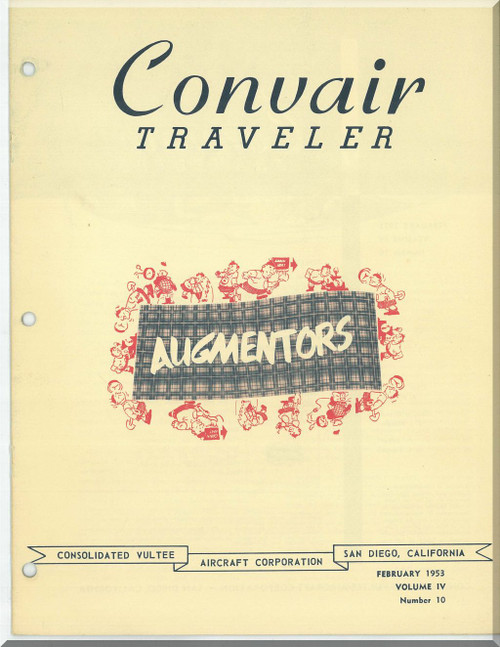 Convair
TRAVELER
AUGMENTORS
CONSOLIDATED VULTEE
AIRCRAFT CORPORATION
SAN DIEGO, CALIFORNIA
FEBRUARY 1953
VOLUME IV
Number 10